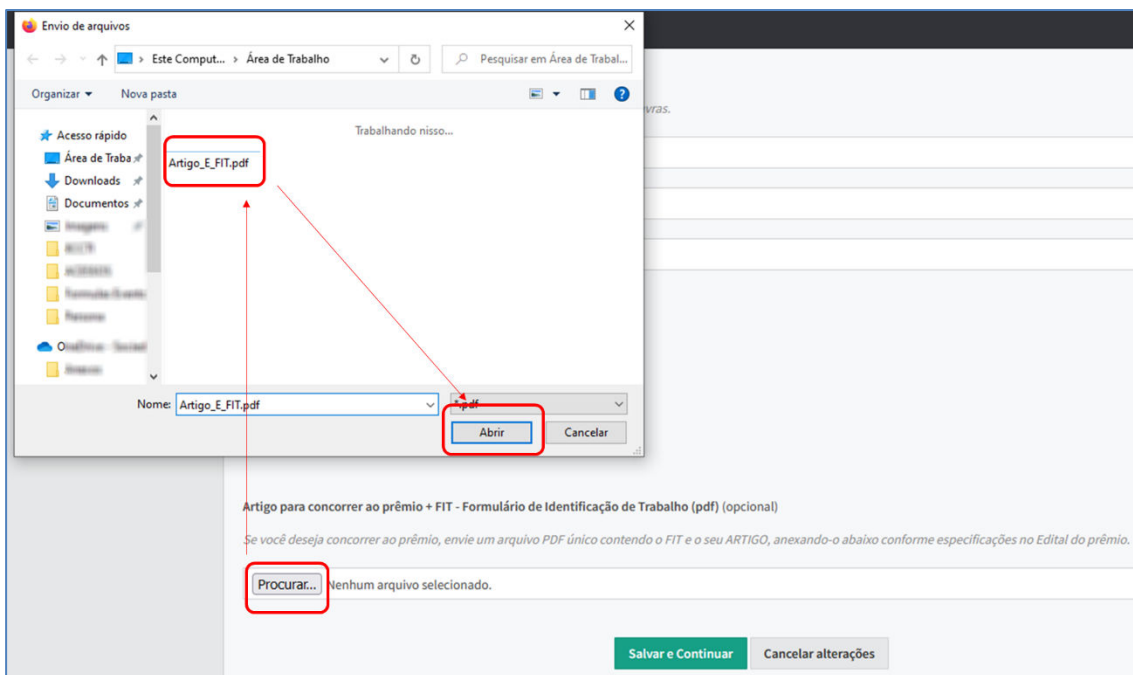 Envio de arquivos
Este Comput... > Área de Trabalho
Pesquisar em Área de Trabal...
Organizar
Nova pasta
vras.
Trabalhando nisso...
Acesso rápido
Área de Traba
Artigo_E_FIT.pdf
Downloads
Documentos
Nome: Artigo_E_FIT.pdf
*.pdf
Abrir
Cancelar
Artigo para concorrer ao prêmio + FIT - Formulário de Identificação de Trabalho (pdf) (opcional)
Se você deseja concorrer ao prêmio, envie um arquivo PDF único contendo o FIT e o seu ARTIGO, anexando-o abaixo conforme especificações no Edital do prêmio.
Procurar... Nenhum arquivo selecionado.
Salvar e Continuar
Cancelar alterações